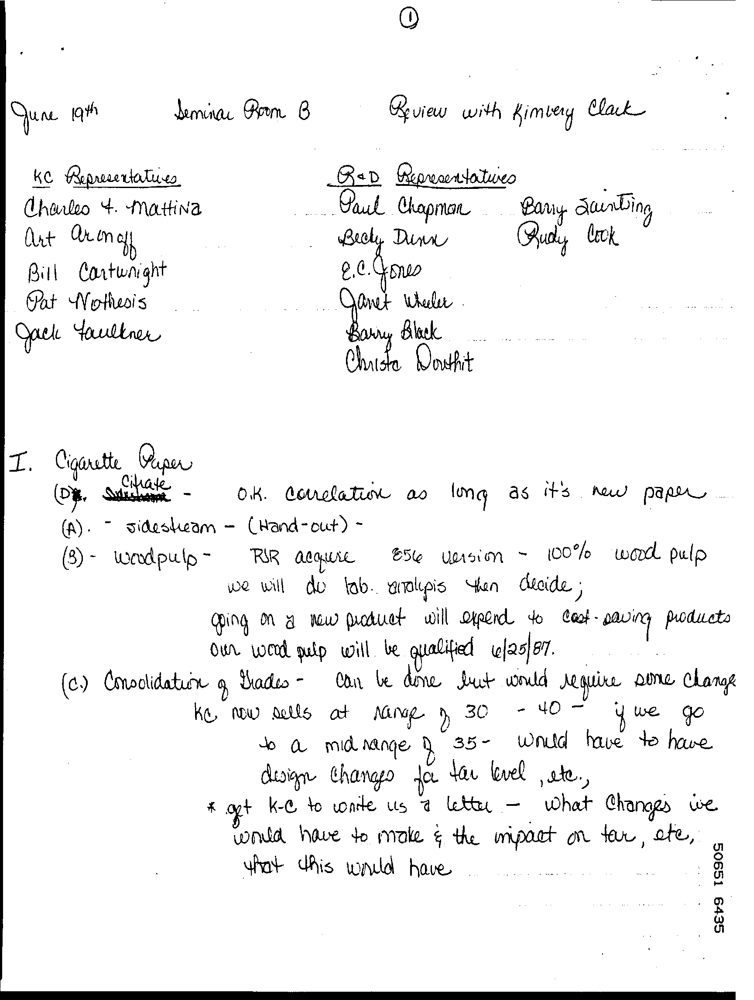 1
June 19th Seminar Room B Review with Kimbery Clark
KC Representatives R&D Representatives
Charles F. Mattina Paul Chapman Barry Saintsing
Art Aronoff Becky Dunn Rudy Cook
Bill Cartwright E.C. Jones
Pat Nothesis Janet Wheeler
Jack Faulkner Barry Black
Christa Douthit
I. Cigarette Paper
Citrate
(D) - O.K. correlation as long as it's new paper
(A). - sidestream - (Hand-out) -
(B) - woodpulp - RJR acquire 856 version - 100% wood pulp
we will do lab. analysis then decide;
going on a new product will expend to cost-saving products
Our wood pulp will be qualified 6/25/87.
(C.) Consolidation of Grades - Can be done but would require some change
KC now sells at range of 30 - 40 - if we go
to a mid range of 35 - would have to have
design changes for tar level, etc.,
* get K-C to write us a letter - what changes we
would have to make & the impact on tar, etc,
that this would have
50651 6435